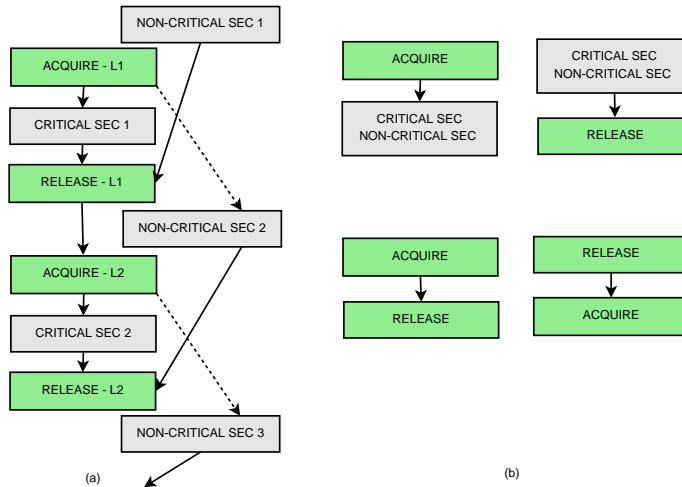 NON-CRITICAL SEC 1
ACQUIRE - L1
CRITICAL SEC 1
RELEASE - L1
NON-CRITICAL SEC 2
ACQUIRE - L2
CRITICAL SEC 2
RELEASE - L2
NON-CRITICAL SEC 3
(a)
ACQUIRE
CRITICAL SEC
NON-CRITICAL SEC
CRITICAL SEC
NON-CRITICAL SEC
RELEASE
ACQUIRE
RELEASE
RELEASE
ACQUIRE
(b)